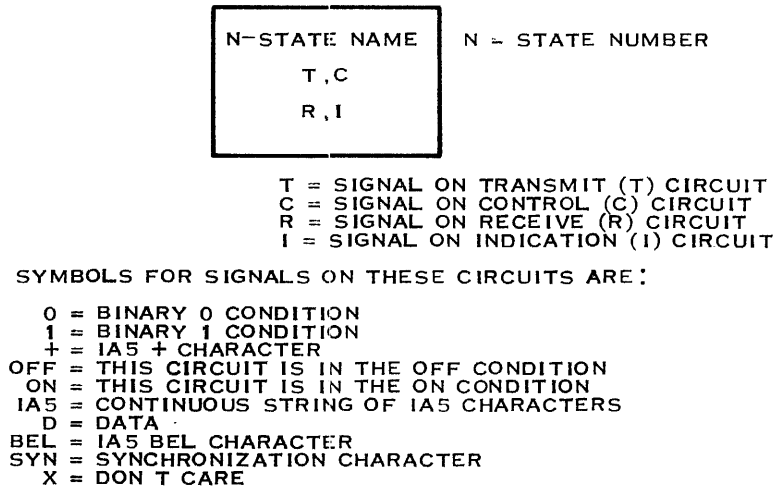 N-STATE NAME N = STATE NUMBER
T,C
R,I
T = SIGNAL ON TRANSMIT (T) CIRCUIT
C = SIGNAL ON CONTROL (C) CIRCUIT
R = SIGNAL ON RECEIVE (R) CIRCUIT
I = SIGNAL ON INDICATION (I) CIRCUIT
SYMBOLS FOR SIGNALS ON THESE CIRCUITS ARE:
0 = BINARY 0 CONDITION
1 = BINARY 1 CONDITION
+ = IA5 + CHARACTER
OFF = THIS CIRCUIT IS IN THE OFF CONDITION
ON = THIS CIRCUIT IS IN THE ON CONDITION
IA5 = CONTINUOUS STRING OF IA5 CHARACTERS
D = DATA
BEL = IA5 BEL CHARACTER
SYN = SYNCHRONIZATION CHARACTER
X = DON T CARE